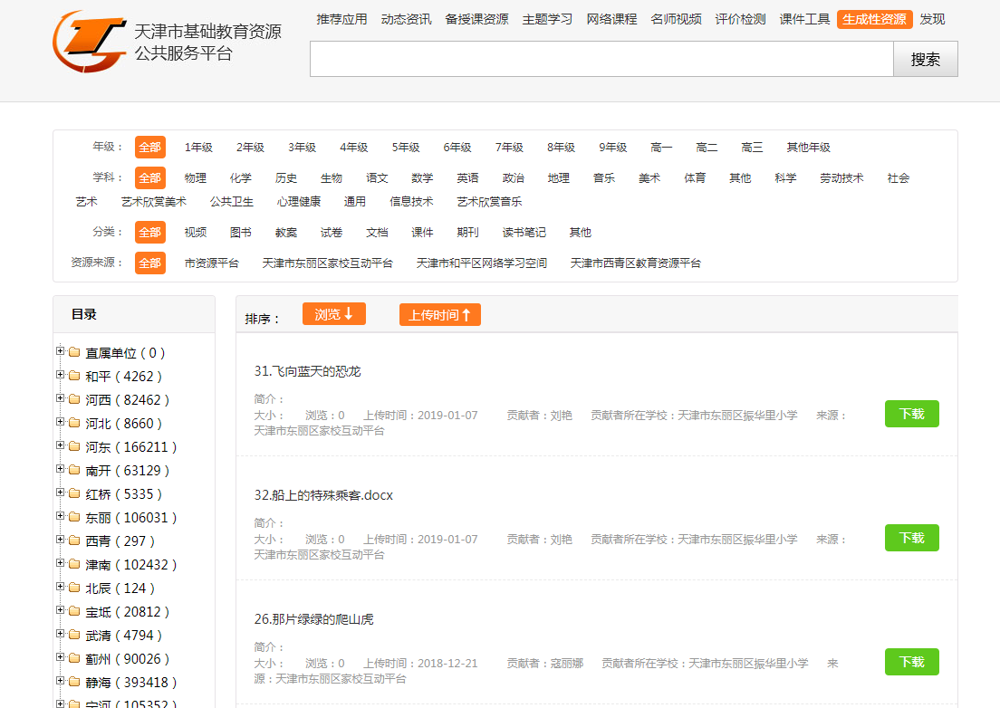 天津市基础教育资源
公共服务平台
推荐应用 动态资讯 备授课资源 主题学习 网络课程 名师视频 评价检测 课件工具 生成性资源 发现
搜索
年级： 全部 1年级 2年级 3年级 4年级 5年级 6年级 7年级 8年级 9年级 高一 高二 高三 其他年级
学科： 全部 物理 化学 历史 生物 语文 数学 英语 政治 地理 音乐 美术 体育 其他 科学 劳动技术 社会
艺术 艺术欣赏美术 公共卫生 心理健康 通用 信息技术 艺术欣赏音乐
分类： 全部 视频 图书 教案 试卷 文档 课件 期刊 读书笔记 其他
资源来源： 全部 市资源平台 天津市东丽区家校互动平台 天津市和平区网络学习空间 天津市西青区教育资源平台
目录
直属单位（0）
和平（4262）
河西（82462）
河北（8660）
河东（166211）
南开（63129）
红桥（5335）
东丽（106031）
西青（297）
津南（102432）
北辰（124）
宝坻（20812）
武清（4794）
蓟州（90026）
静海（393418）
宁河（105352）
排序： 浏览↓ 上传时间↑
31.飞向蓝天的恐龙
简介：
大小： 浏览：0 上传时间：2019-01-07 贡献者：刘艳 贡献者所在学校：天津市东丽区振华里小学 来源：
天津市东丽区家校互动平台
下载
32.船上的特殊乘客.docx
简介：
大小： 浏览：0 上传时间：2019-01-07 贡献者：刘艳 贡献者所在学校：天津市东丽区振华里小学 来源：
天津市东丽区家校互动平台
下载
26.那片绿绿的爬山虎
简介：
大小： 浏览：0 上传时间：2018-12-21 贡献者：寇丽娜 贡献者所在学校：天津市东丽区振华里小学 来
源：天津市东丽区家校互动平台
下载